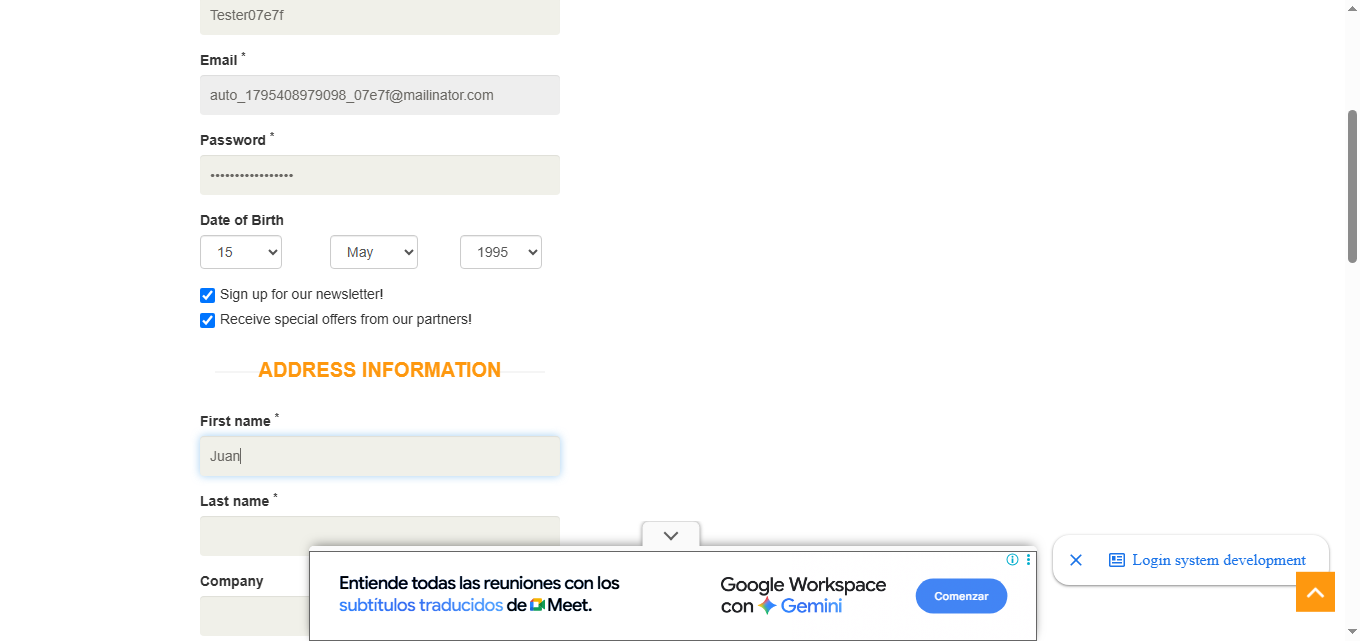 Tester07e7f
Email *
auto_1795408979098_07e7f@mailinator.com
Password *
•••••••••••••••••
Date of Birth
15 May 1995
Sign up for our newsletter!
Receive special offers from our partners!
ADDRESS INFORMATION
First name *
Juan
Last name *
Company
Entiende todas las reuniones con los
subtítulos traducidos de Meet.
Google Workspace
con Gemini
Comenzar
Login system development